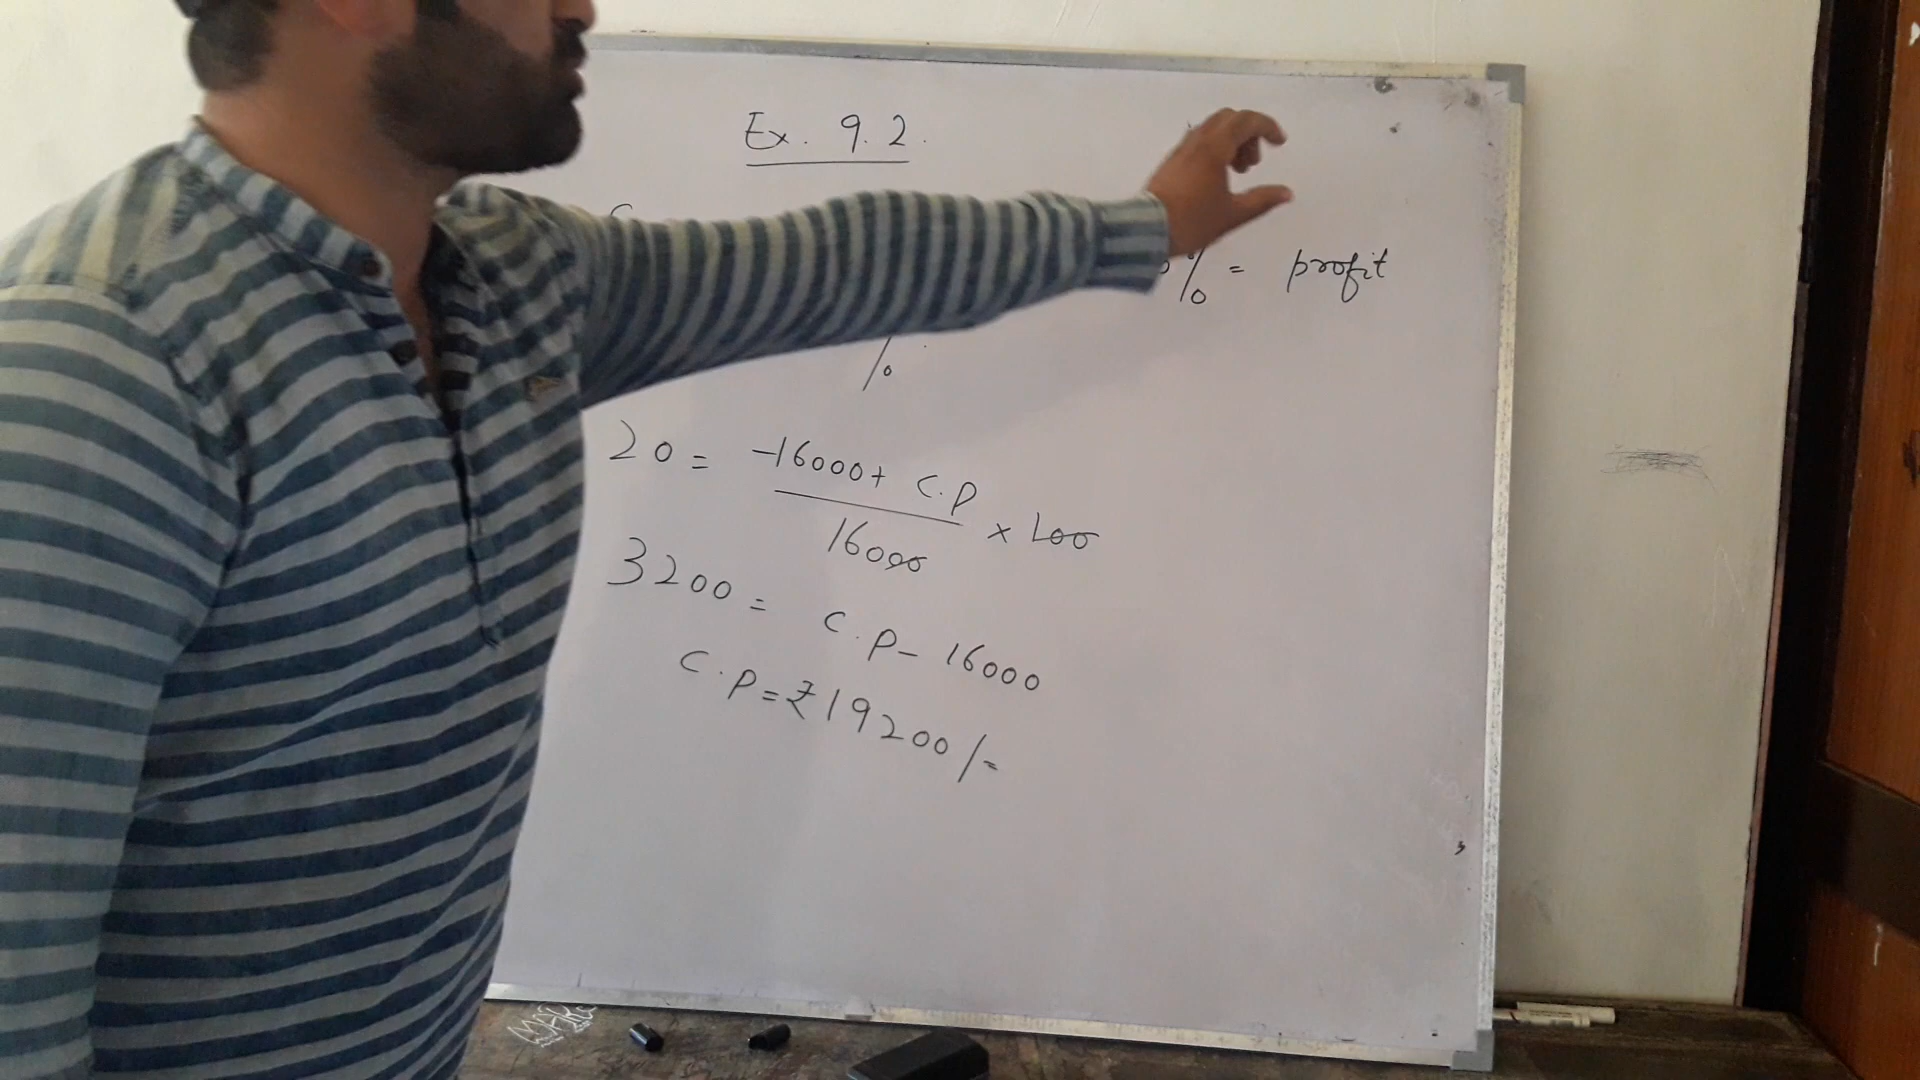 Ex. 9.2.
% = profit
%
20 = -16000+ C.P
16000 × 100
3200 = C.P - 16000
C.P = ₹19200/=